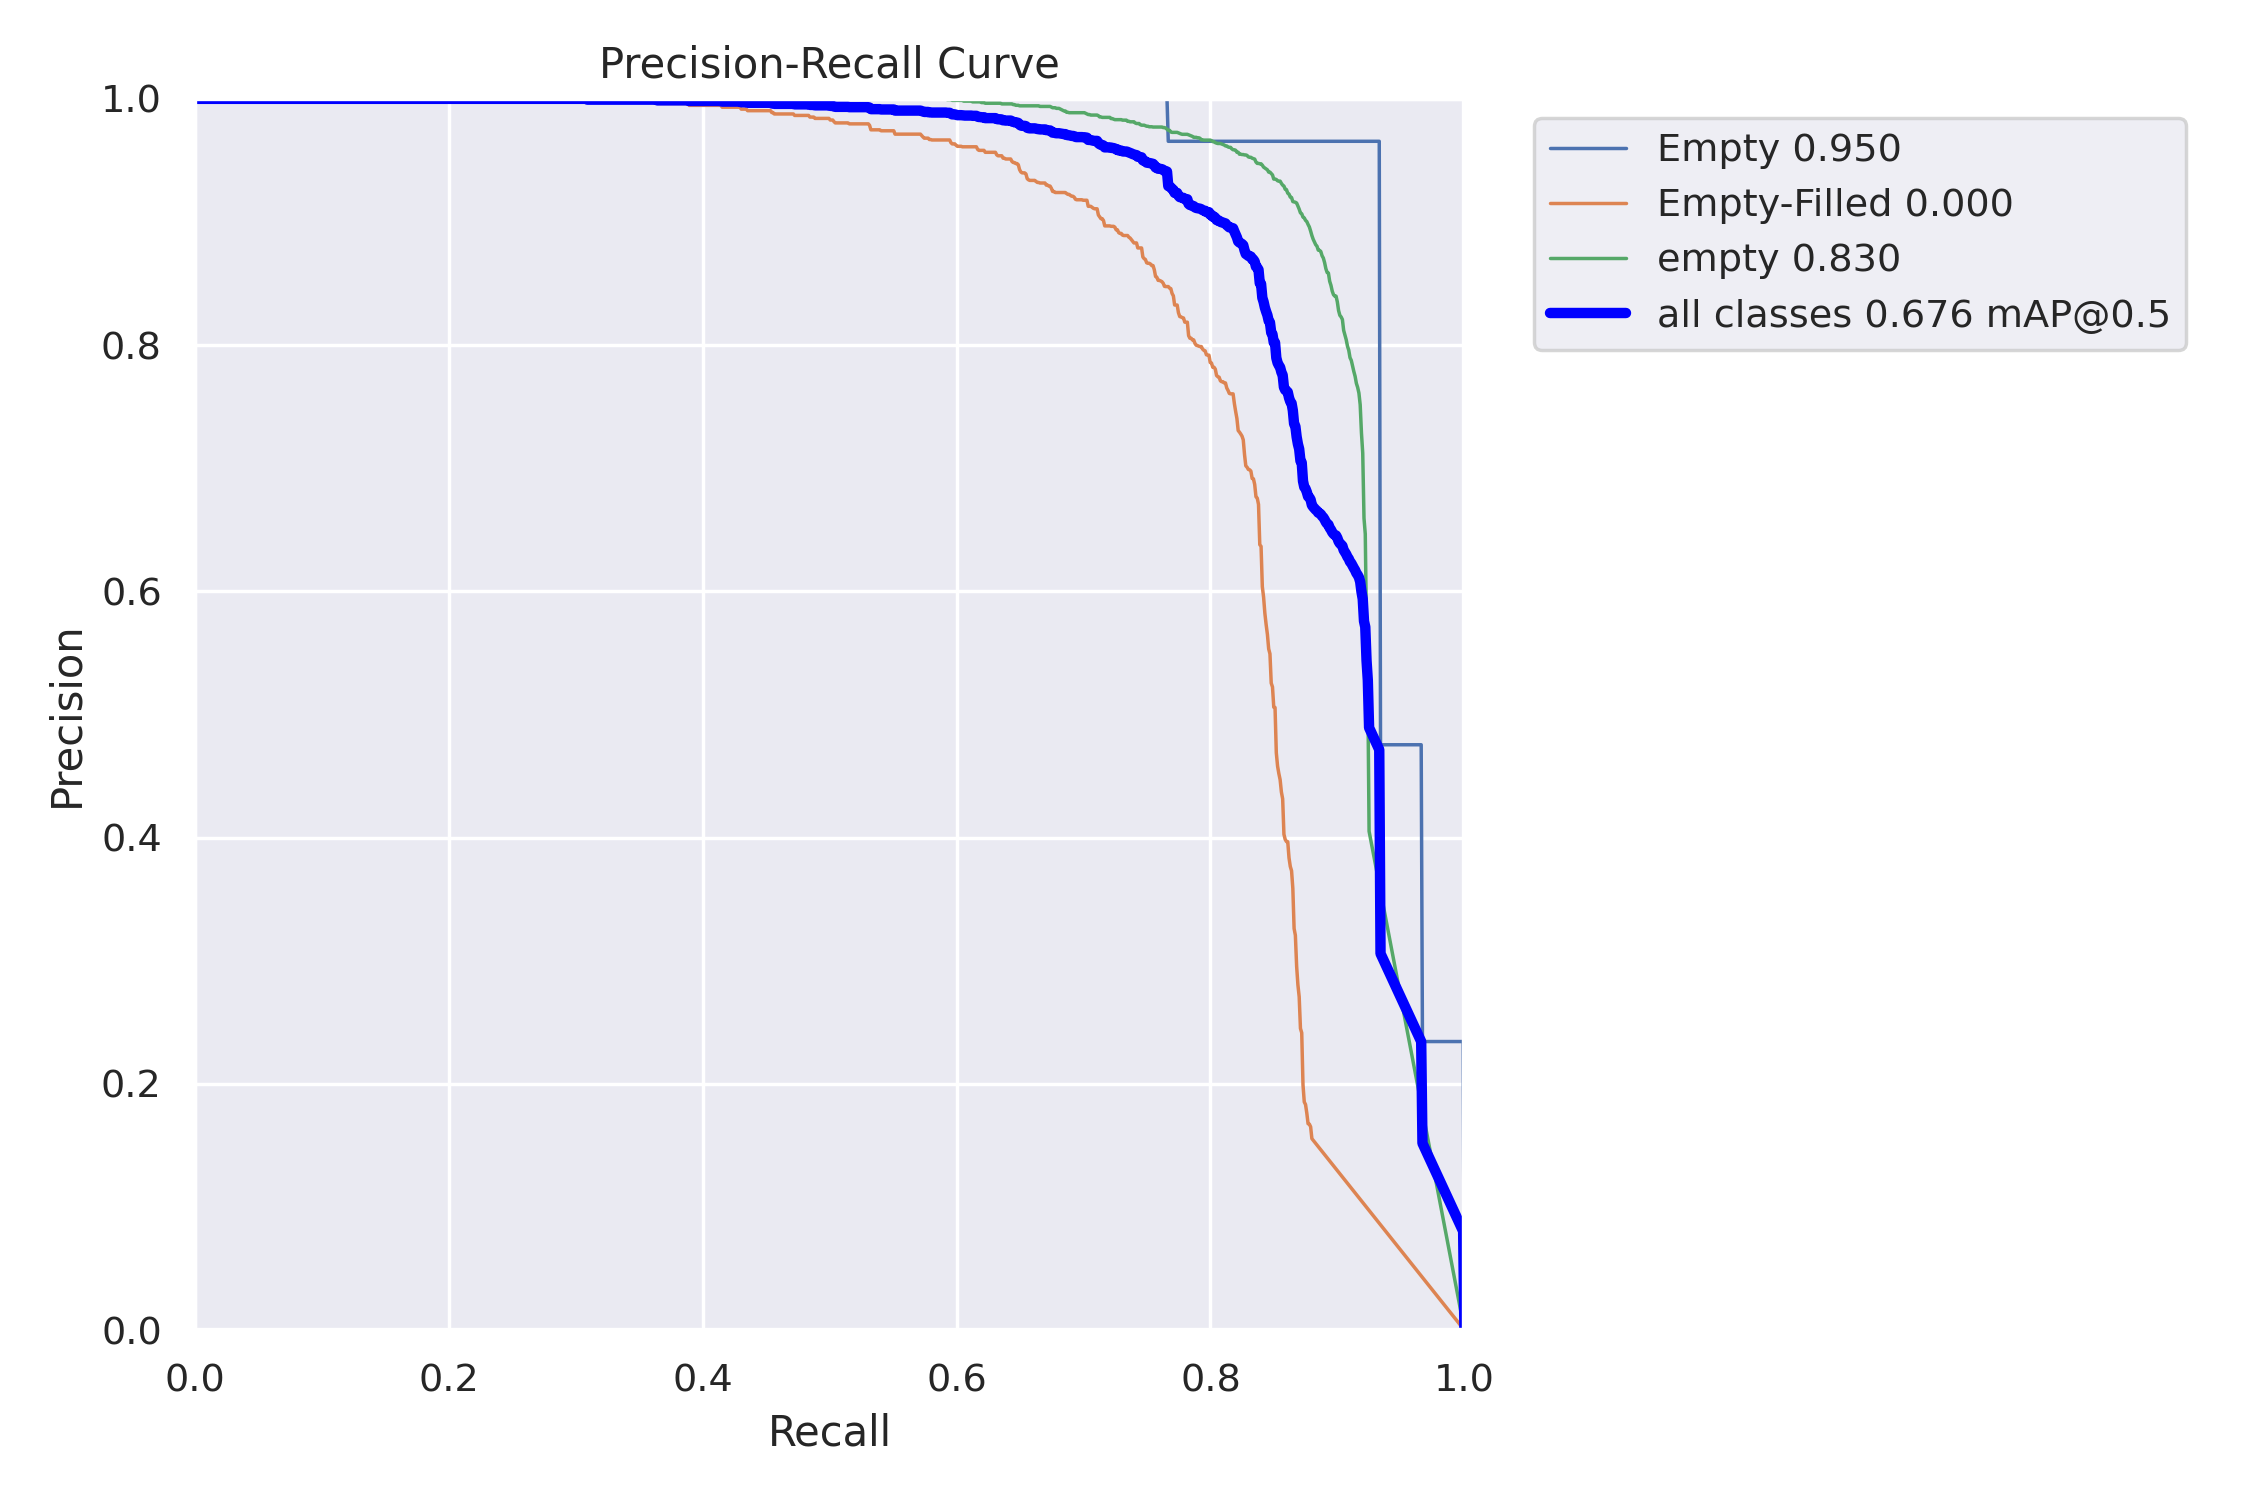 Precision-Recall Curve
1.0
0.8
0.6
0.4
0.2
0.0
Precision
0.0 0.2 0.4 0.6 0.8 1.0
Recall
Empty 0.950
Empty-Filled 0.000
empty 0.830
all classes 0.676 mAP@0.5